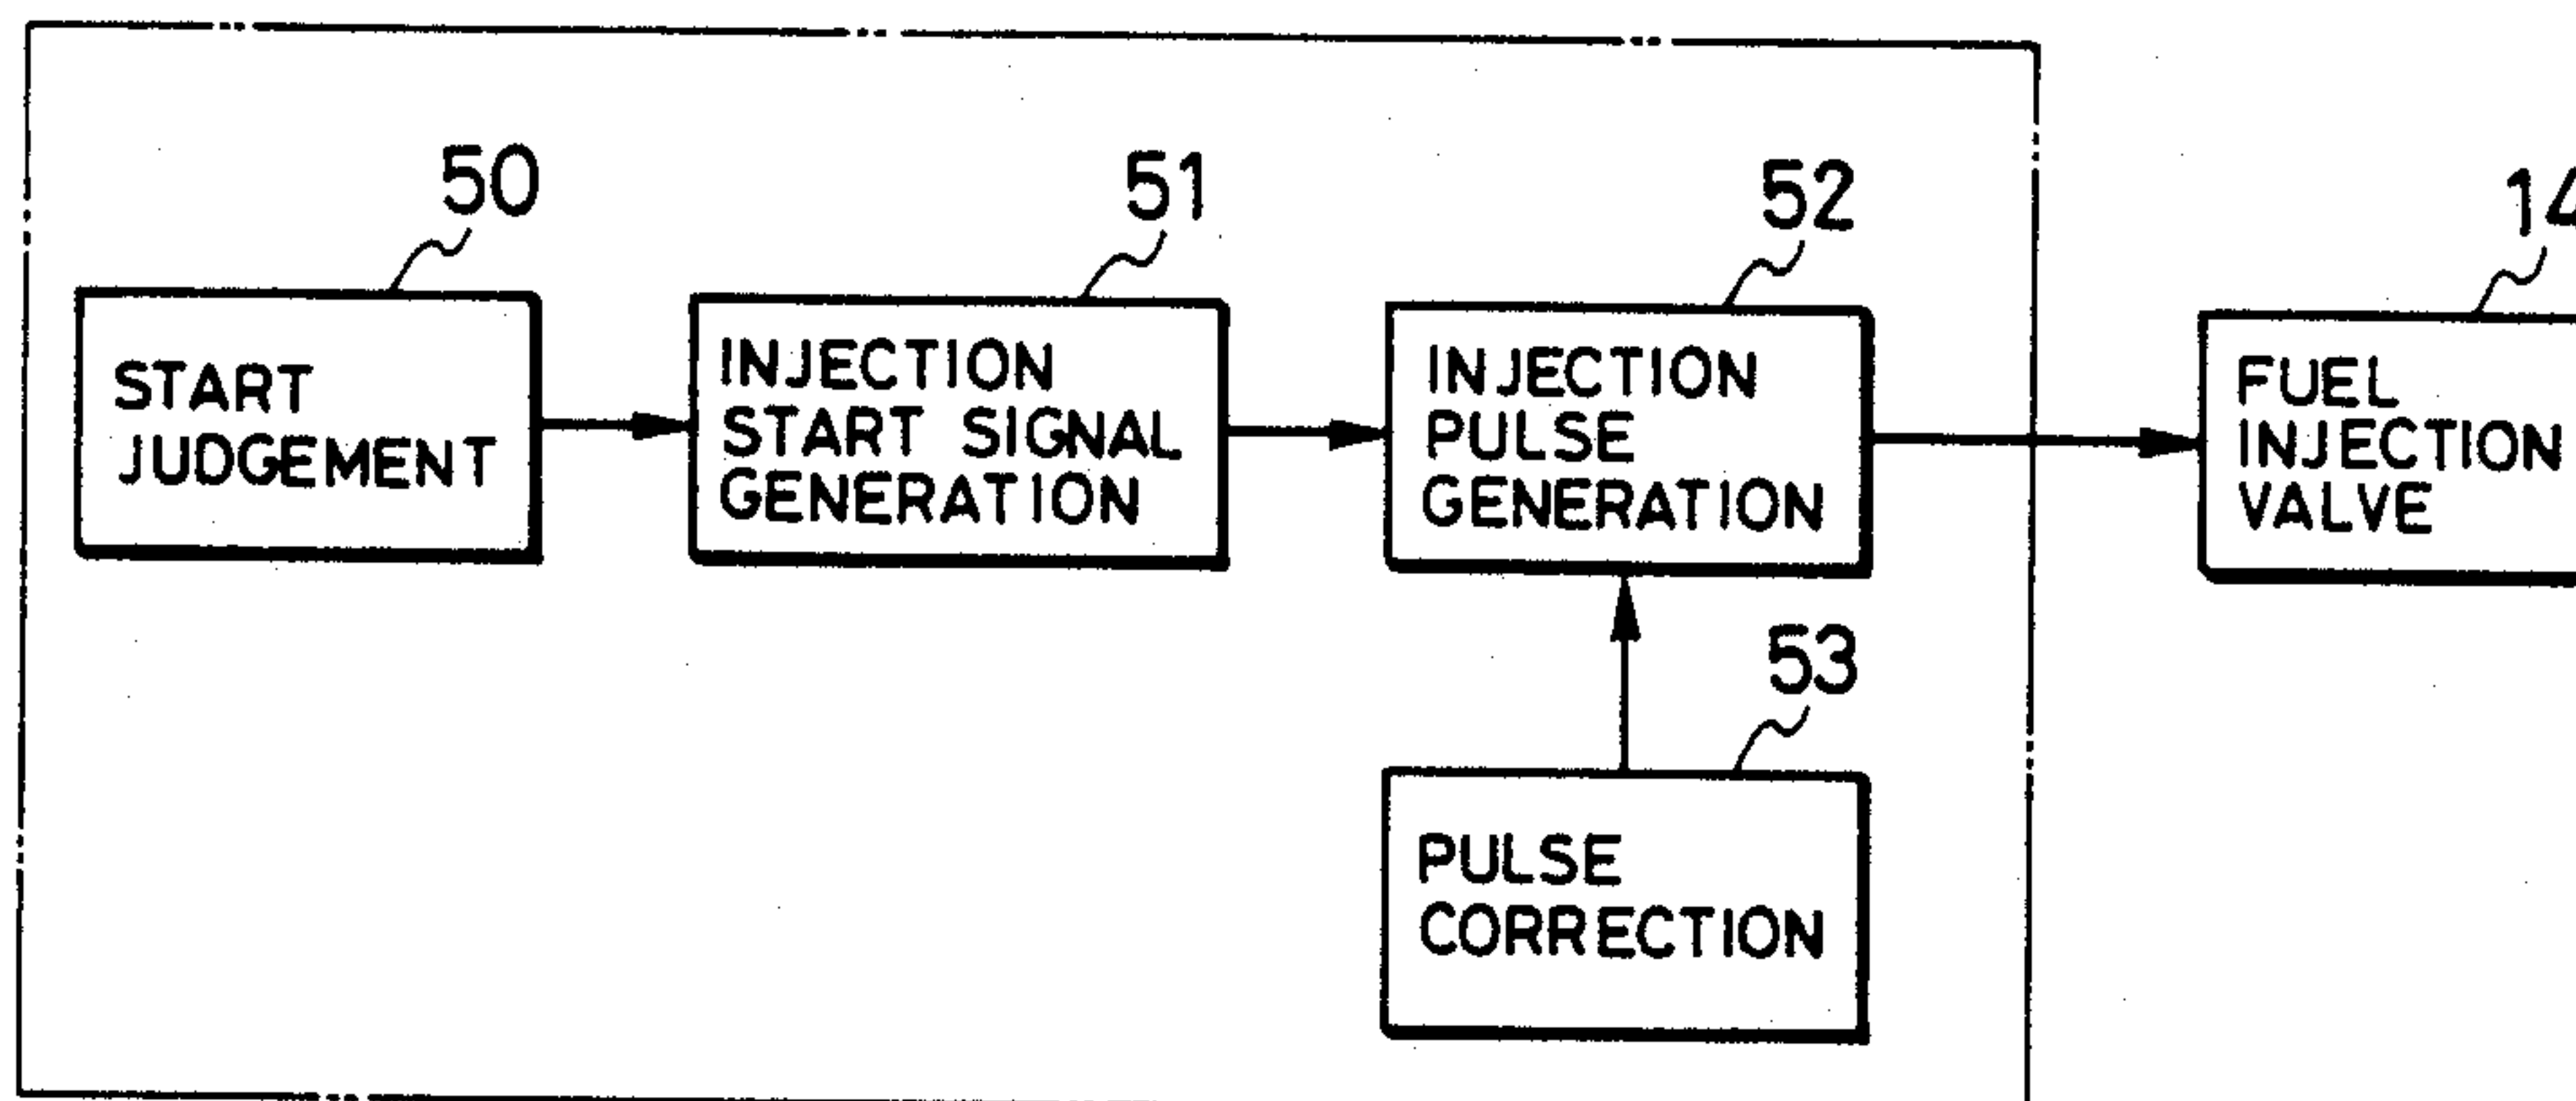 50
51
52
14
START
JUDGEMENT
INJECTION
START SIGNAL
GENERATION
INJECTION
PULSE
GENERATION
FUEL
INJECTION
VALVE
53
PULSE
CORRECTION